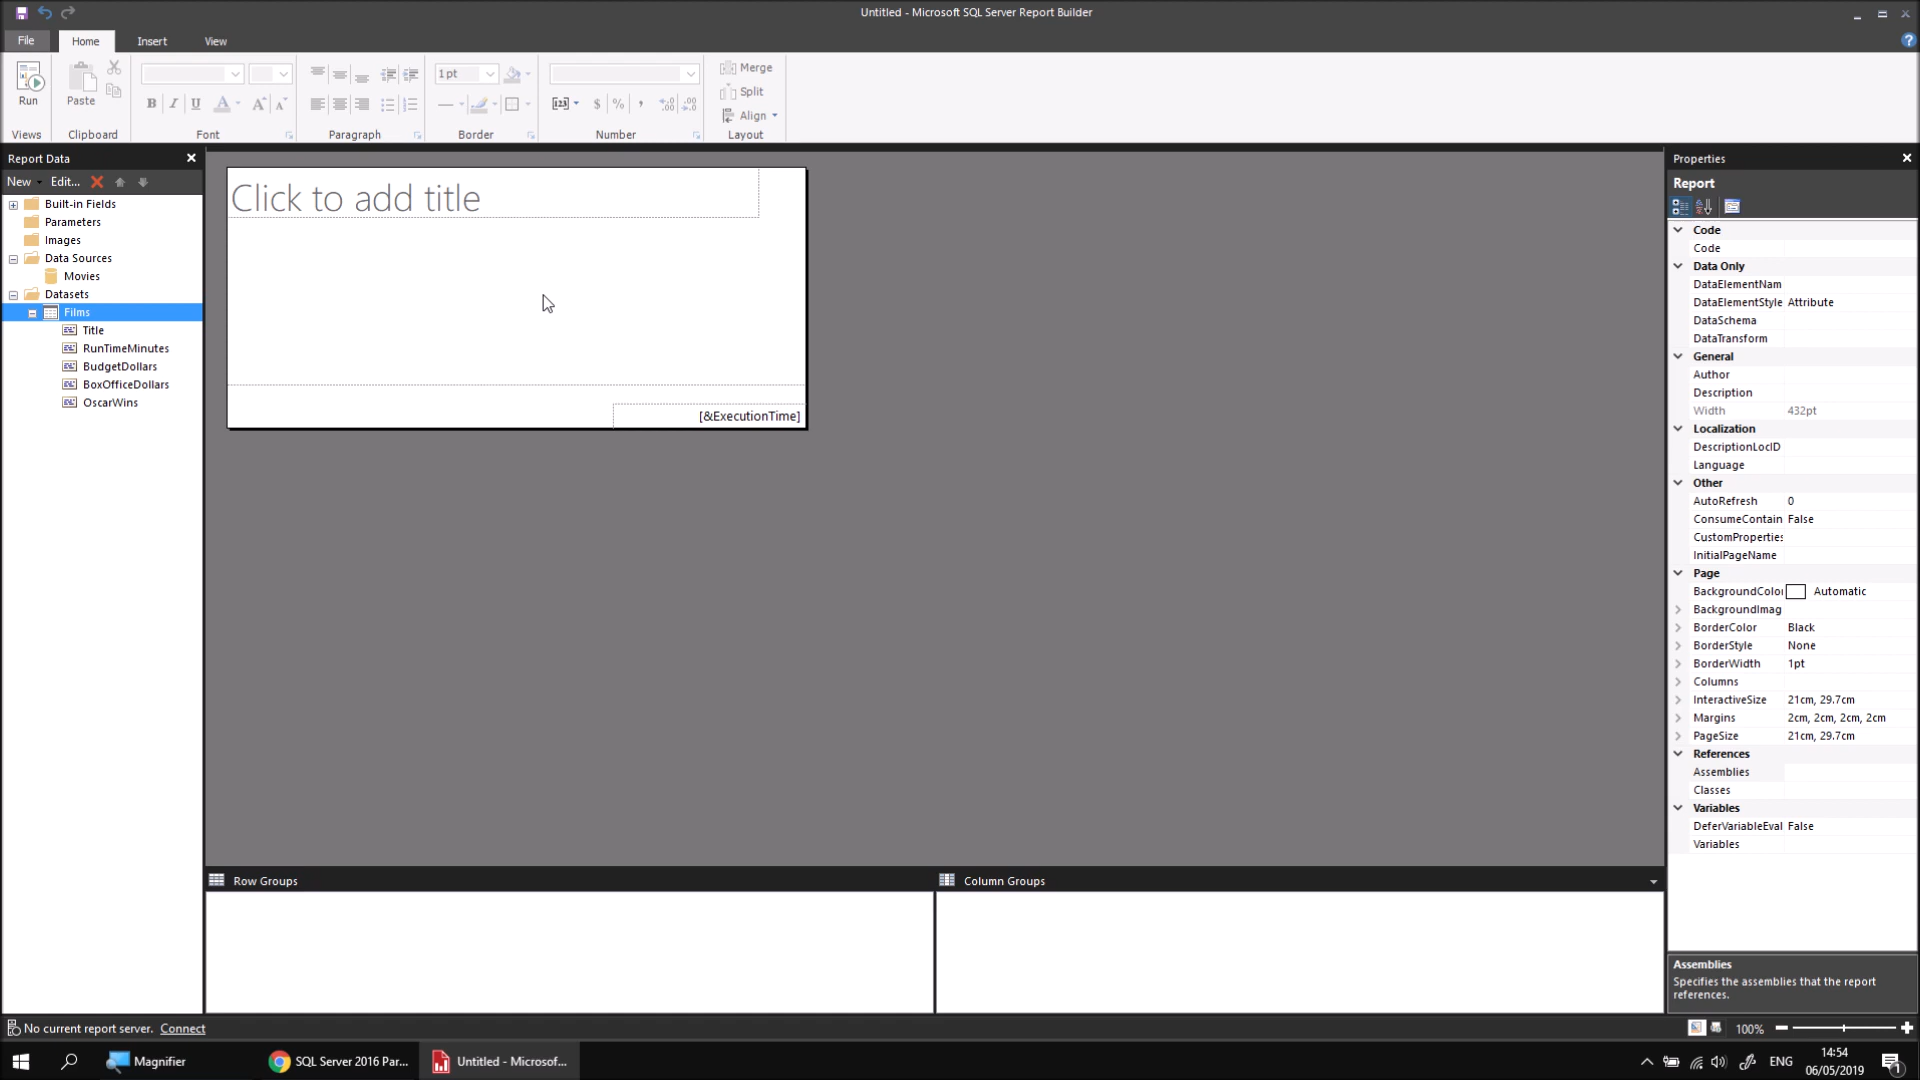 Untitled - Microsoft SQL Server Report Builder
File Home Insert View
Run
Paste
1pt
Merge
Split
Align
Views Clipboard Font Paragraph Border Number Layout
Report Data
New Edit...
Built-in Fields
Parameters
Images
Data Sources
Movies
Datasets
Films
Title
RunTimeMinutes
BudgetDollars
BoxOfficeDollars
OscarWins
Click to add title
[&ExecutionTime]
Row Groups
Column Groups
Properties
Report
Code
Code
Data Only
DataElementNam
DataElementStyle Attribute
DataSchema
DataTransform
General
Author
Description
Width 432pt
Localization
DescriptionLocID
Language
Other
AutoRefresh 0
ConsumeContain False
CustomProperties
InitialPageName
Page
BackgroundColor Automatic
BackgroundImag
BorderColor Black
BorderStyle None
BorderWidth 1pt
Columns
InteractiveSize 21cm, 29.7cm
Margins 2cm, 2cm, 2cm, 2cm
PageSize 21cm, 29.7cm
References
Assemblies
Classes
Variables
DeferVariableEval False
Variables
Assemblies
Specifies the assemblies that the report
references.
No current report server. Connect
100%
Magnifier
SQL Server 2016 Par...
Untitled - Microsof...
ENG
14:54
06/05/2019
1